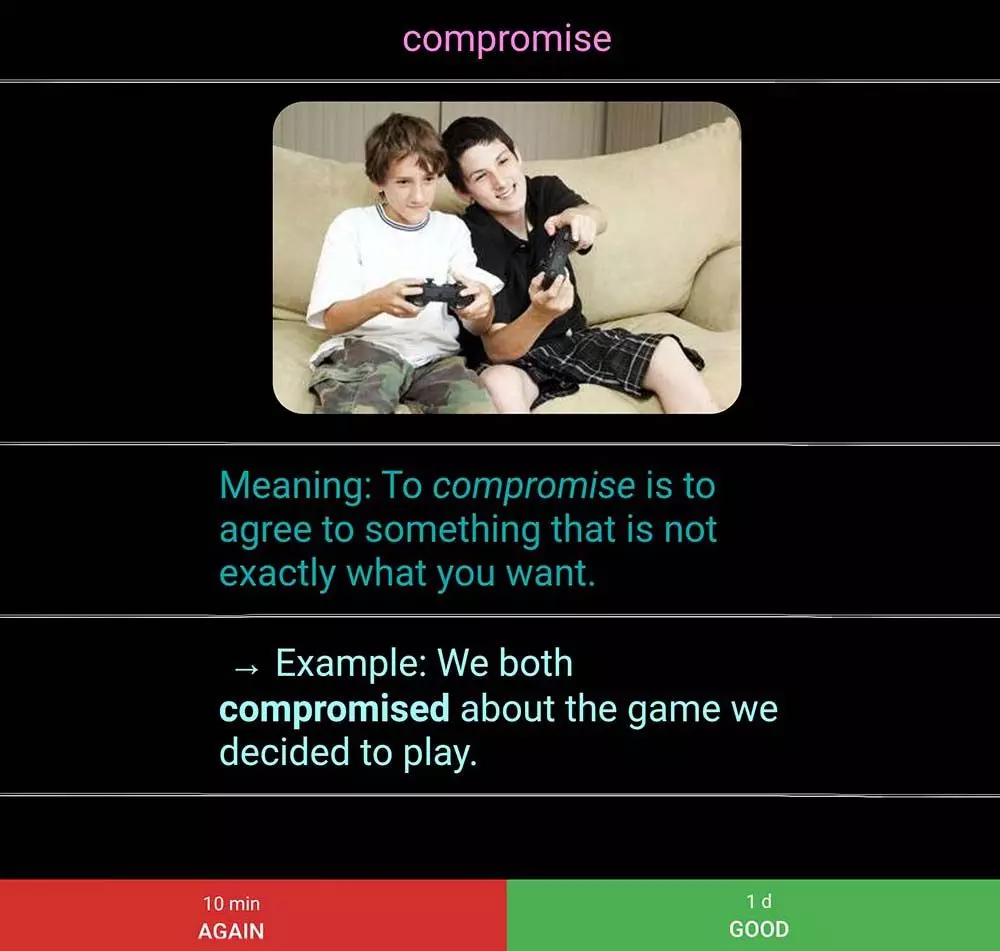 compromise
Meaning: To compromise is to
agree to something that is not
exactly what you want.
→ Example: We both
compromised about the game we
decided to play.
10 min
AGAIN
1 d
GOOD